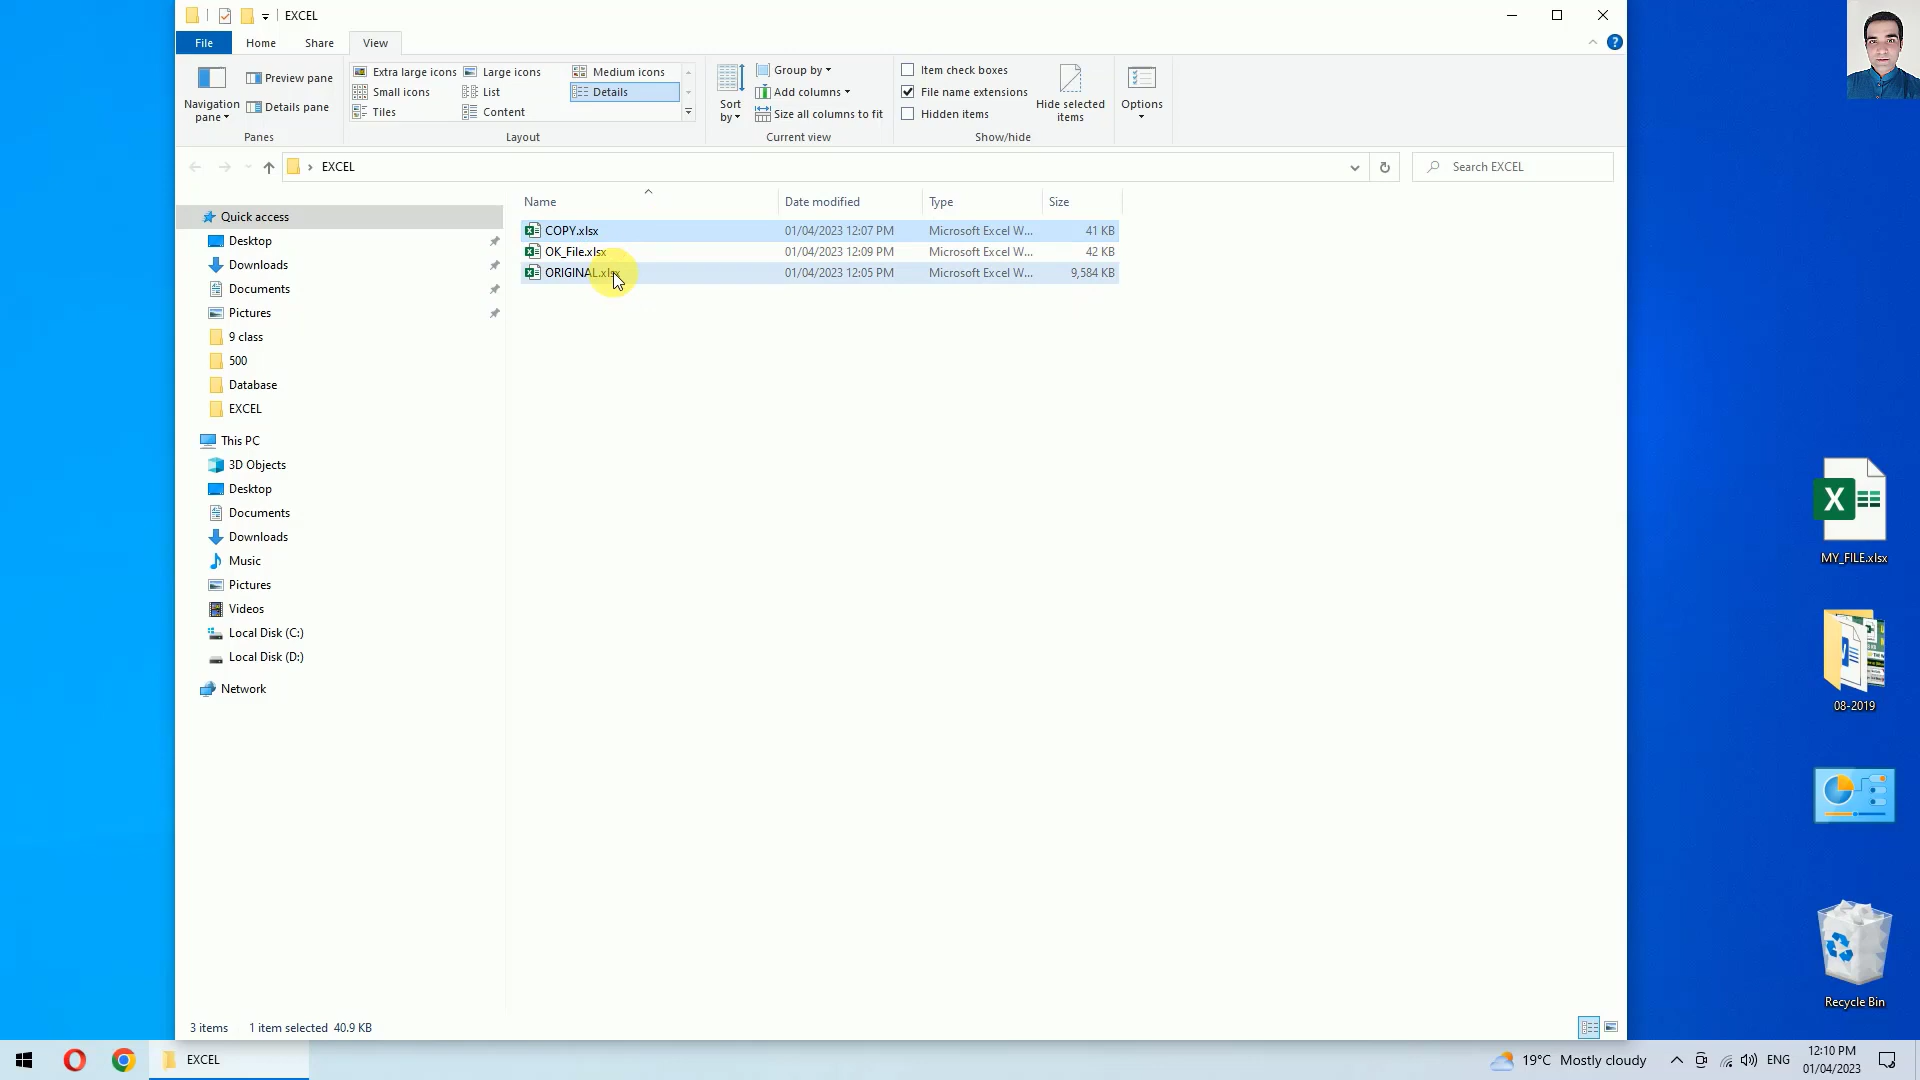 EXCEL
File Home Share View
Navigation pane
Preview pane
Details pane
Panes
Extra large icons Large icons Medium icons
Small icons List Details
Tiles Content
Layout
Sort by
Group by
Add columns
Size all columns to fit
Current view
Item check boxes
File name extensions
Hidden items
Hide selected items
Show/hide
Options
EXCEL
Search EXCEL
Name Date modified Type Size
COPY.xlsx 01/04/2023 12:07 PM Microsoft Excel W... 41 KB
OK_File.xlsx 01/04/2023 12:09 PM Microsoft Excel W... 42 KB
ORIGINAL.xlsx 01/04/2023 12:05 PM Microsoft Excel W... 9,584 KB
Quick access
Desktop
Downloads
Documents
Pictures
9 class
500
Database
EXCEL
This PC
3D Objects
Desktop
Documents
Downloads
Music
Pictures
Videos
Local Disk (C:)
Local Disk (D:)
Network
3 items 1 item selected 40.9 KB
MY_FILE.xlsx
08-2019
Recycle Bin
EXCEL
19°C Mostly cloudy
ENG
12:10 PM
01/04/2023